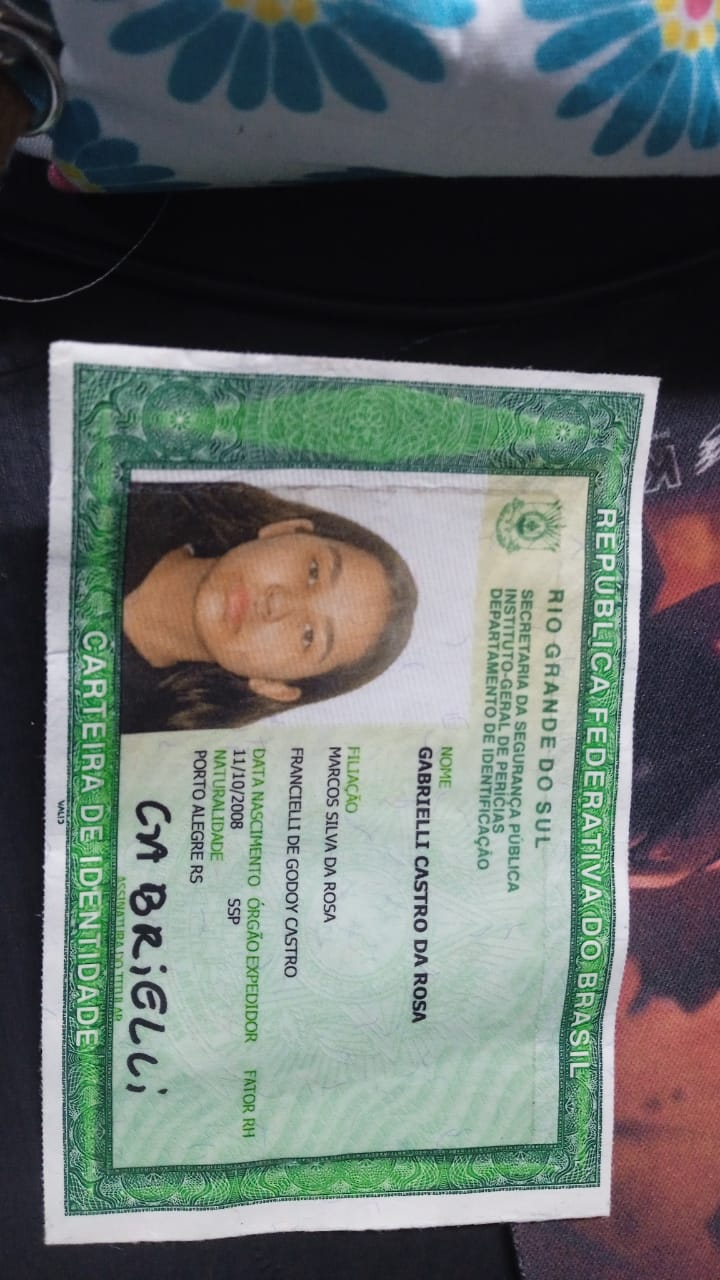 REPÚBLICA FEDERATIVA DO BRASIL
RIO GRANDE DO SUL
SECRETARIA DA SEGURANÇA PÚBLICA
INSTITUTO-GERAL DE PERÍCIAS
DEPARTAMENTO DE IDENTIFICAÇÃO
NOME
GABRIELLI CASTRO DA ROSA
FILIAÇÃO
MARCOS SILVA DA ROSA
FRANCIELLI DE GODOY CASTRO
DATA NASCIMENTO ÓRGÃO EXPEDIDOR FATOR RH
11/10/2008 SSP
NATURALIDADE
PORTO ALEGRE RS
GABRiELLi
ASSINATURA DO TITULAR
CARTEIRA DE IDENTIDADE